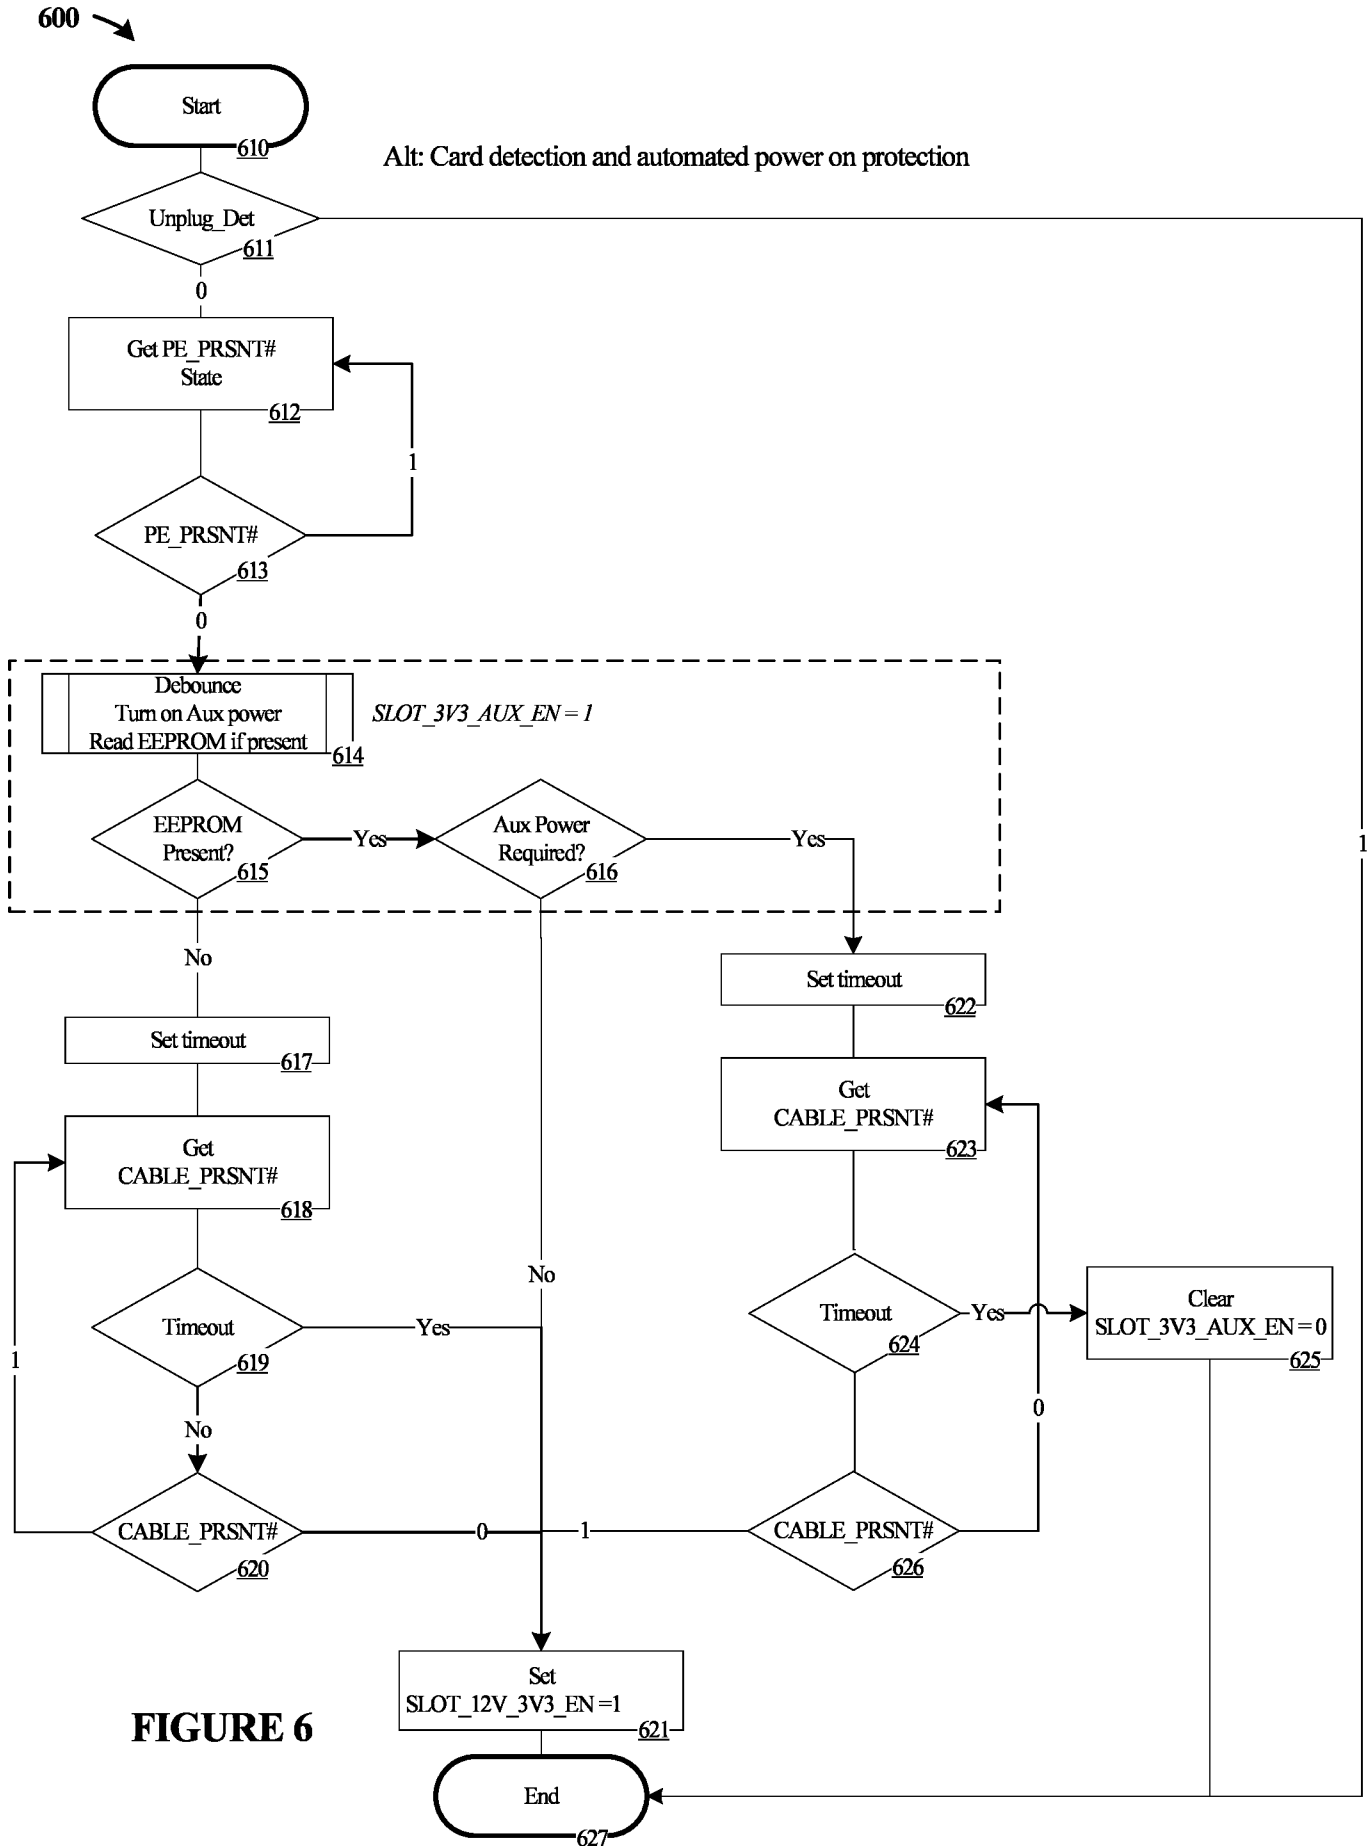 600
Start
610
Alt: Card detection and automated power on protection
Unplug_Det
611
0
Get PE_PRSNT#
State
612
1
PE_PRSNT#
613
0
Debounce
Turn on Aux power
Read EEPROM if present
614
SLOT_3V3_AUX_EN = 1
EEPROM
Present?
615
Yes
Aux Power
Required?
616
Yes
1
No
Set timeout
617
Set timeout
622
Get
CABLE_PRSNT#
618
Get
CABLE_PRSNT#
623
No
Timeout
619
Yes
1
No
Timeout
624
Yes
Clear
SLOT_3V3_AUX_EN = 0
625
0
CABLE_PRSNT#
620
0
1
CABLE_PRSNT#
626
Set
SLOT_12V_3V3_EN =1
621
FIGURE 6
End
627